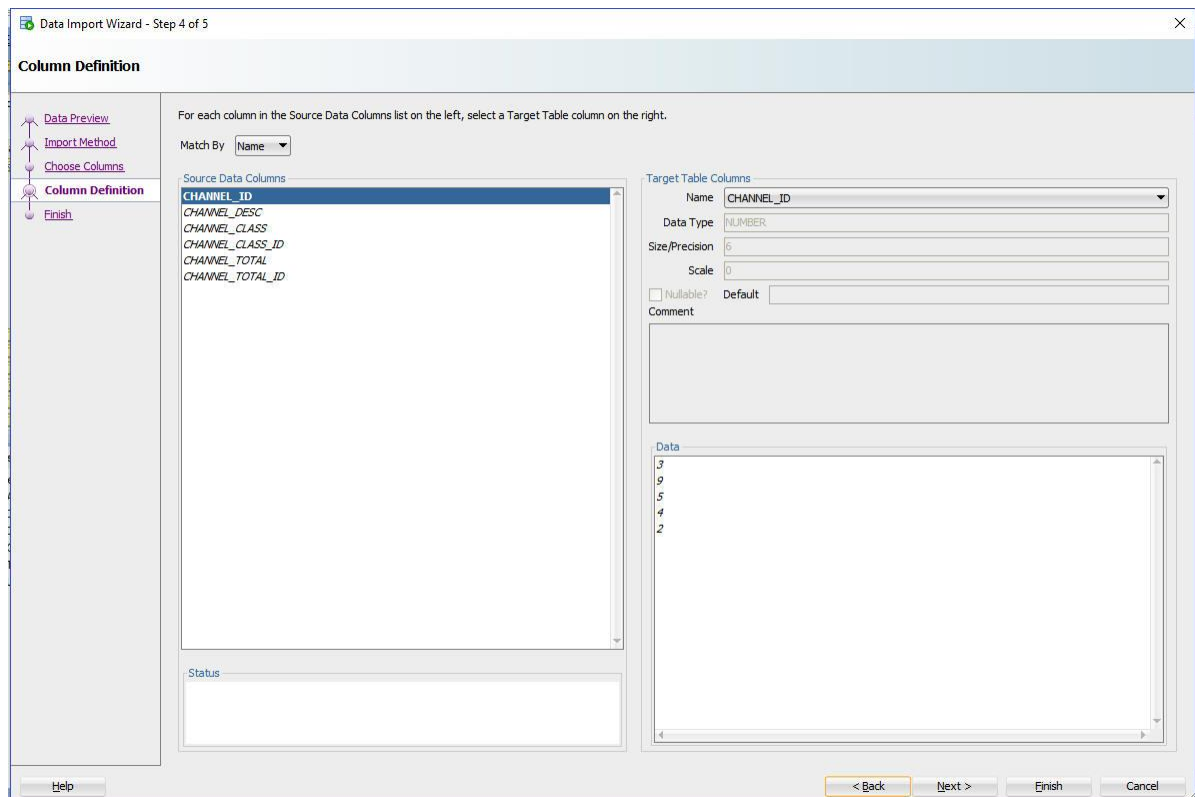 Data Import Wizard - Step 4 of 5
Column Definition
Data Preview
Import Method
Choose Columns
Column Definition
Finish
For each column in the Source Data Columns list on the left, select a Target Table column on the right.
Match By Name
Source Data Columns
CHANNEL_ID
CHANNEL_DESC
CHANNEL_CLASS
CHANNEL_CLASS_ID
CHANNEL_TOTAL
CHANNEL_TOTAL_ID
Status
Target Table Columns
Name CHANNEL_ID
Data Type NUMBER
Size/Precision 6
Scale 0
Nullable? Default
Comment
Data
3
9
5
4
2
Help < Back Next > Finish Cancel